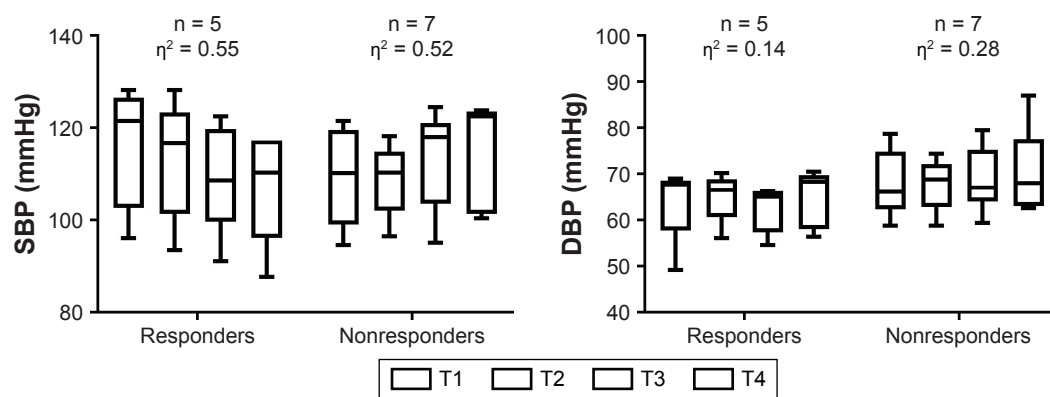 n = 5
η² = 0.55
n = 7
η² = 0.52
SBP (mmHg)
140
120
100
80
Responders
Nonresponders
n = 5
η² = 0.14
n = 7
η² = 0.28
DBP (mmHg)
100
90
80
70
60
50
40
Responders
Nonresponders
T1 T2 T3 T4